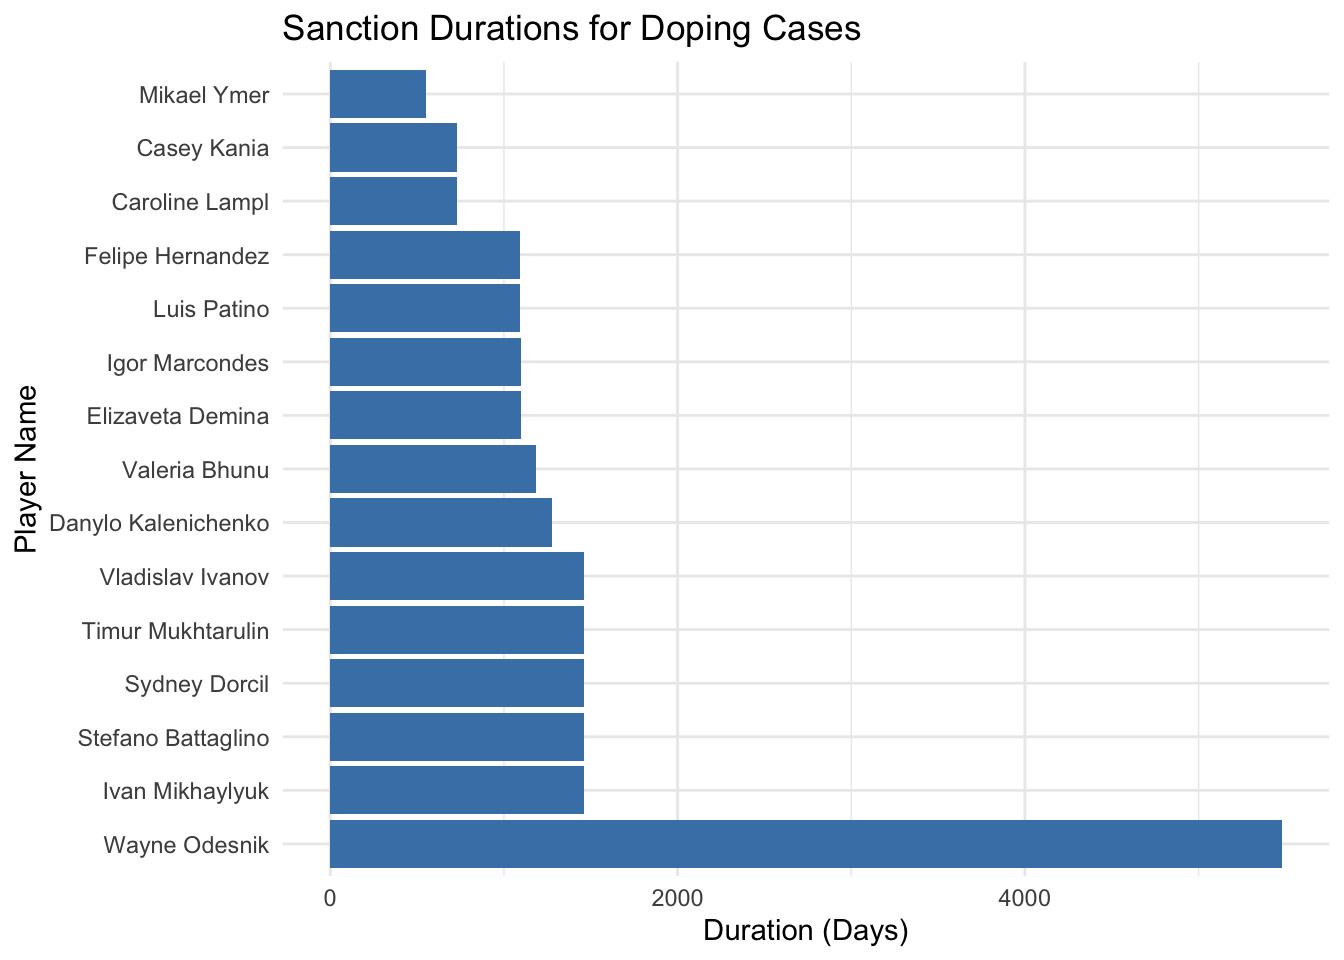 Sanction Durations for Doping Cases
Player Name
Mikael Ymer
Casey Kania
Caroline Lampl
Felipe Hernandez
Luis Patino
Igor Marcondes
Elizaveta Demina
Valeria Bhunu
Danylo Kalenichenko
Vladislav Ivanov
Timur Mukhtarulin
Sydney Dorcil
Stefano Battaglino
Ivan Mikhaylyuk
Wayne Odesnik
0 2000 4000
Duration (Days)